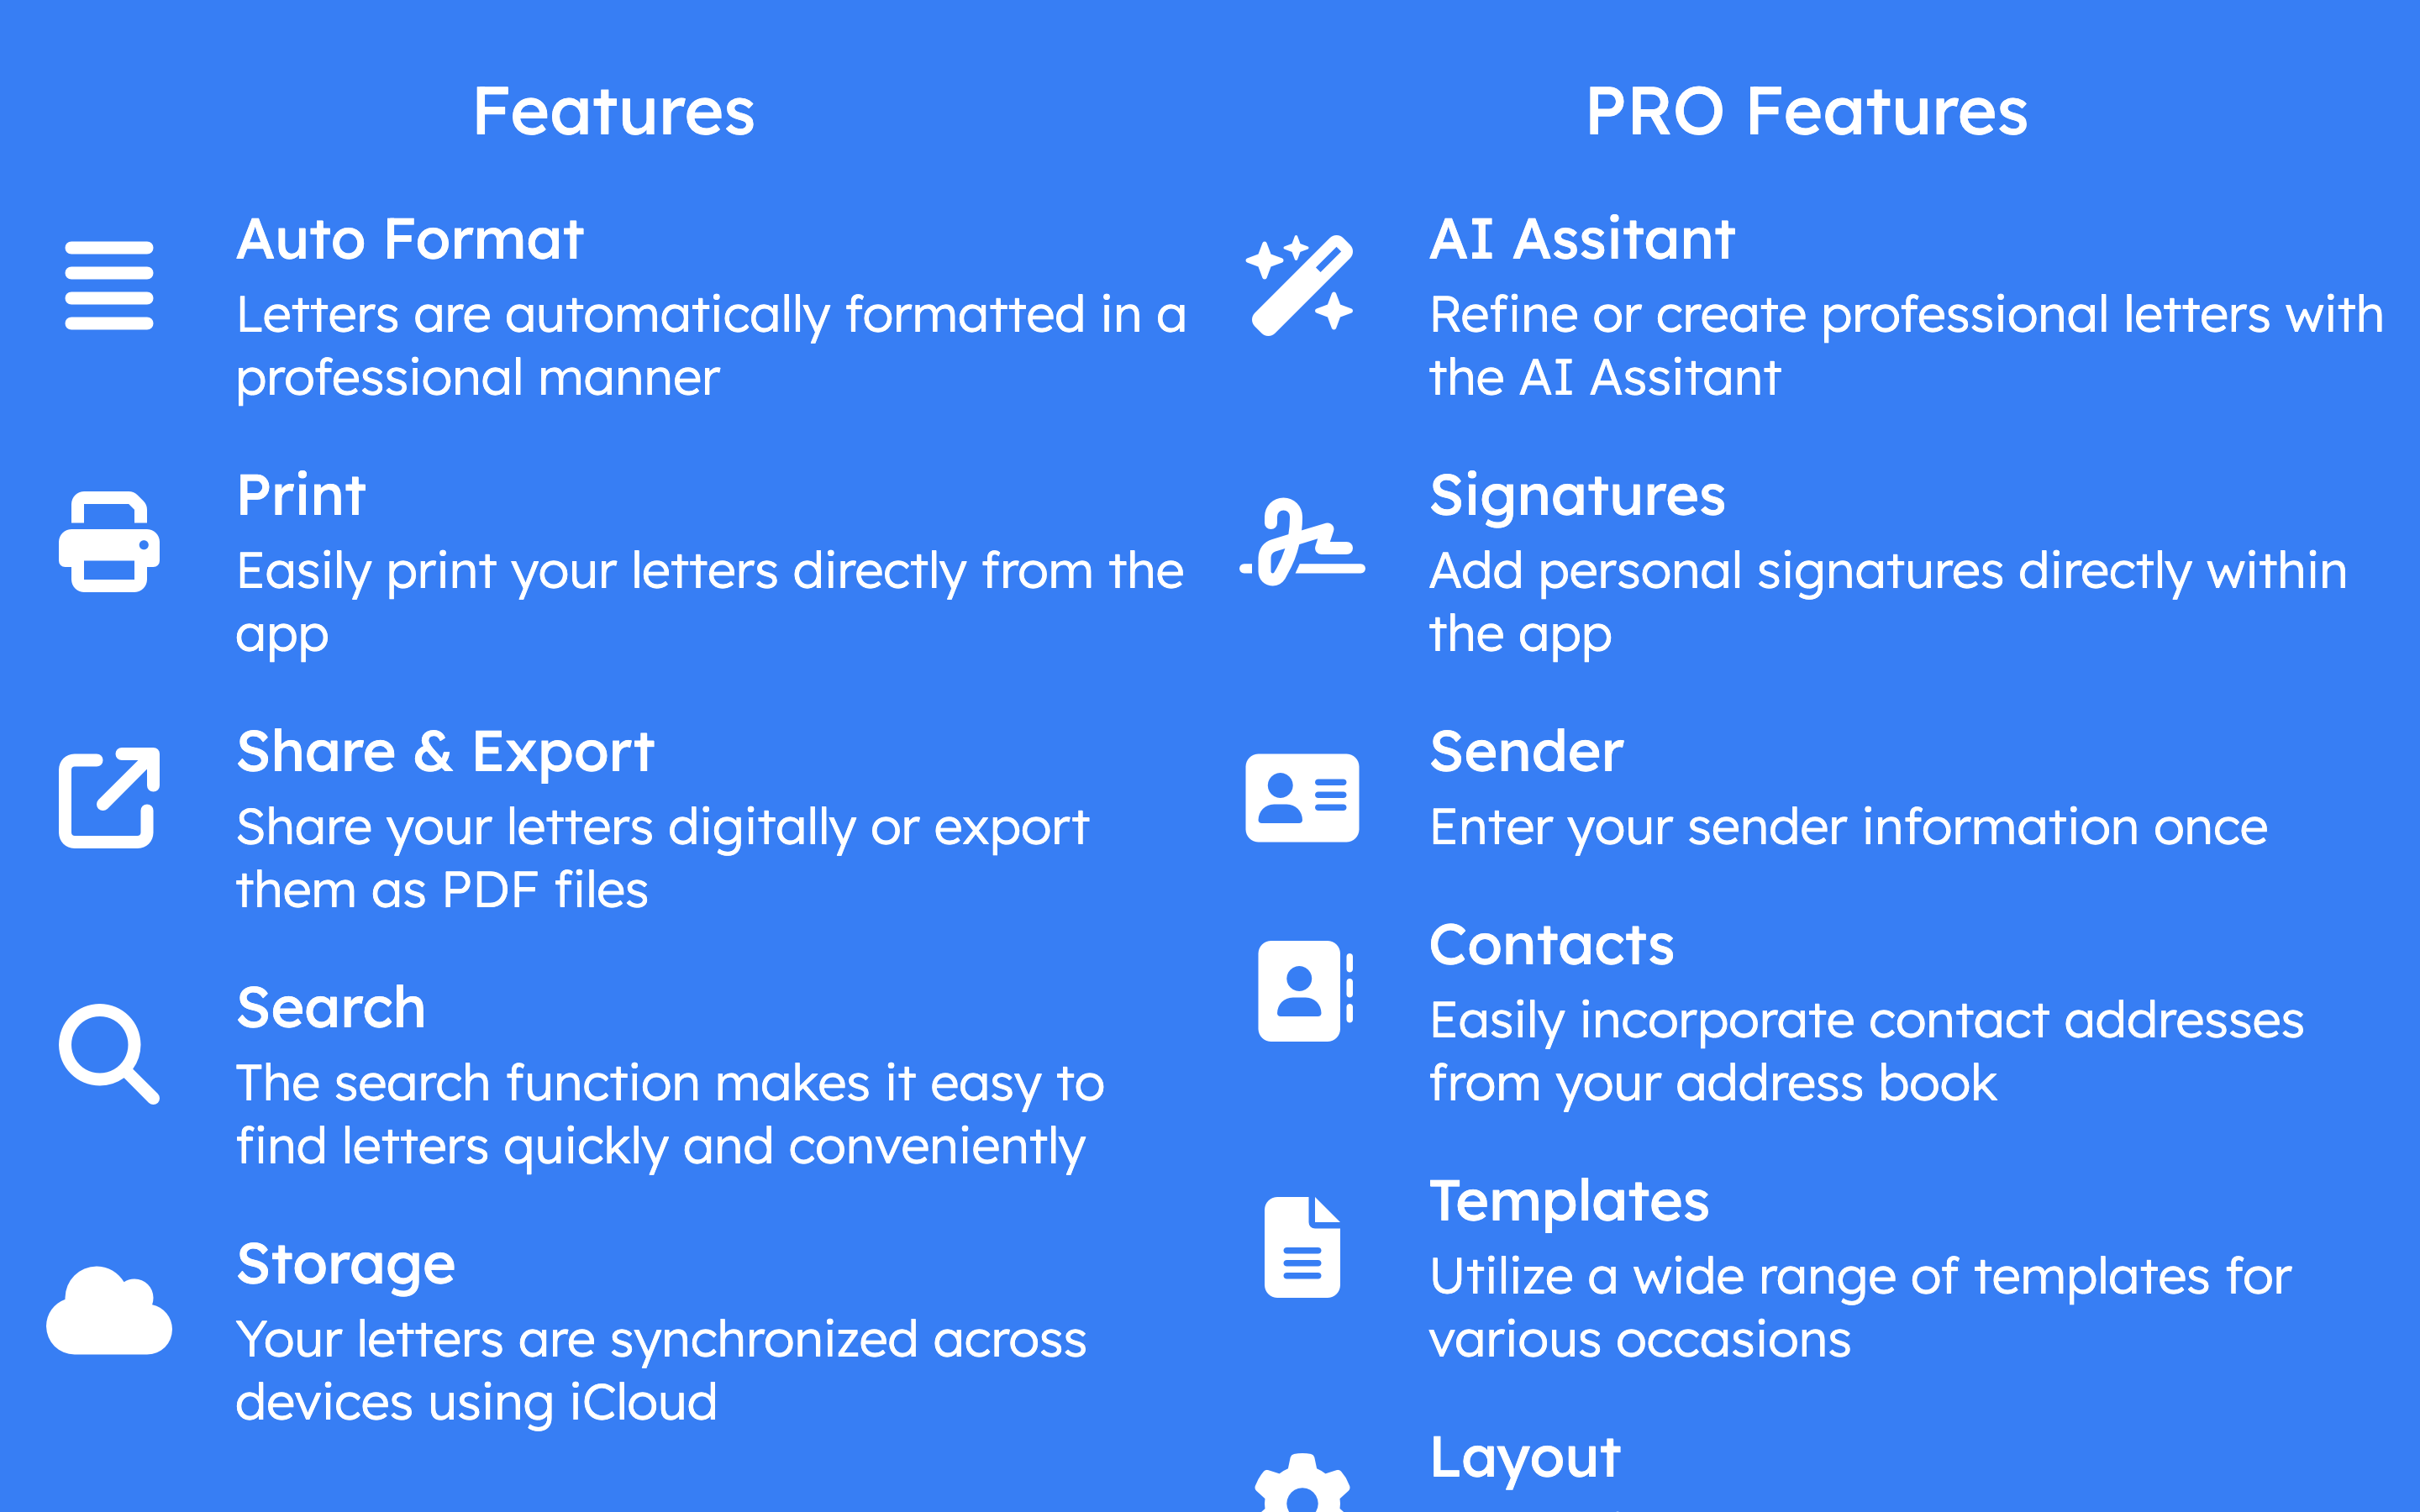 Features
Auto Format
Letters are automatically formatted in a
professional manner
Print
Easily print your letters directly from the
app
Share & Export
Share your letters digitally or export
them as PDF files
Search
The search function makes it easy to
find letters quickly and conveniently
Storage
Your letters are synchronized across
devices using iCloud
PRO Features
AI Assitant
Refine or create professional letters with
the AI Assitant
Signatures
Add personal signatures directly within
the app
Sender
Enter your sender information once
Contacts
Easily incorporate contact addresses
from your address book
Templates
Utilize a wide range of templates for
various occasions
Layout